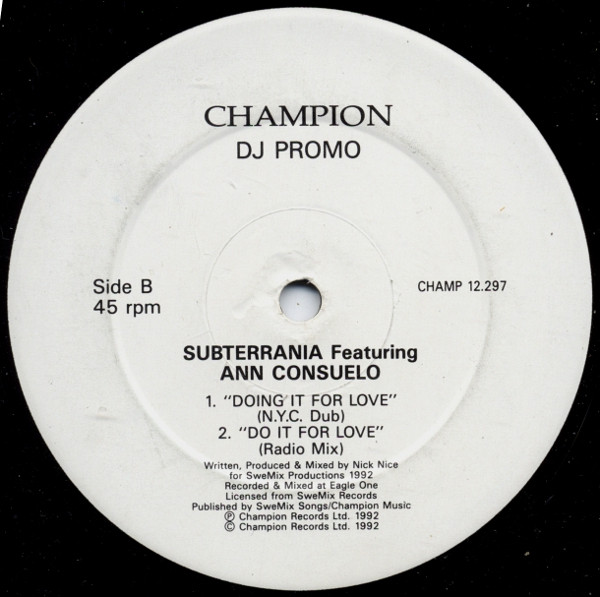 CHAMPION
DJ PROMO
Side B
45 rpm
CHAMP 12.297
SUBTERRANIA Featuring
ANN CONSUELO
1. "DOING IT FOR LOVE"
(N.Y.C. Dub)
2. "DO IT FOR LOVE"
(Radio Mix)
Written, Produced & Mixed by Nick Nice
for SweMix Productions 1992
Recorded & Mixed at Eagle One
Licensed from SweMix Records
Published by SweMix Songs/Champion Music
℗ Champion Records Ltd. 1992
© Champion Records Ltd. 1992